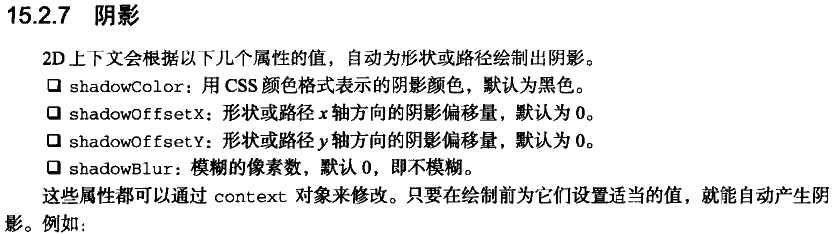 15.2.7 阴影
2D 上下文会根据以下几个属性的值，自动为形状或路径绘制出阴影。
❑ shadowColor：用 CSS 颜色格式表示的阴影颜色，默认为黑色。
❑ shadowOffsetX：形状或路径 x 轴方向的阴影偏移量，默认为 0。
❑ shadowOffsetY：形状或路径 y 轴方向的阴影偏移量，默认为 0。
❑ shadowBlur：模糊的像素数，默认 0，即不模糊。
这些属性都可以通过 context 对象来修改。只要在绘制前为它们设置适当的值，就能自动产生阴
影。例如：